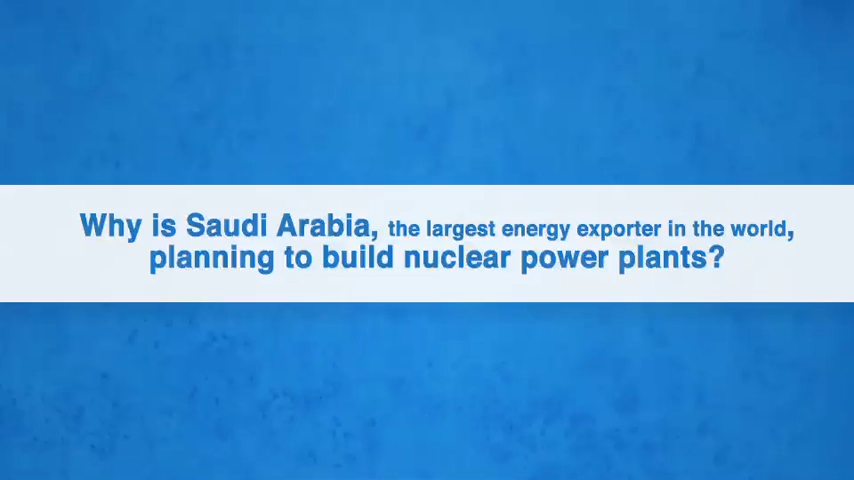 Why is Saudi Arabia, the largest energy exporter in the world,
planning to build nuclear power plants?